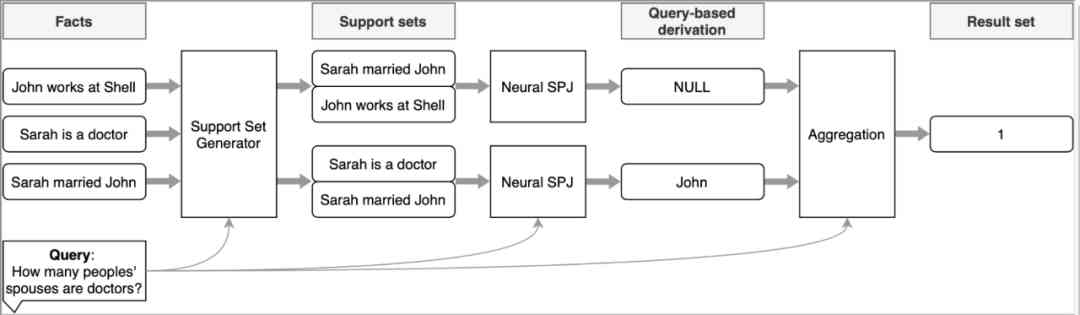 Facts
Support sets
Query-based
derivation
Result set
John works at Shell
Sarah is a doctor
Sarah married John
Support Set
Generator
Sarah married John
John works at Shell
Sarah is a doctor
Sarah married John
Neural SPJ
Neural SPJ
NULL
John
Aggregation
1
Query:
How many peoples'
spouses are doctors?